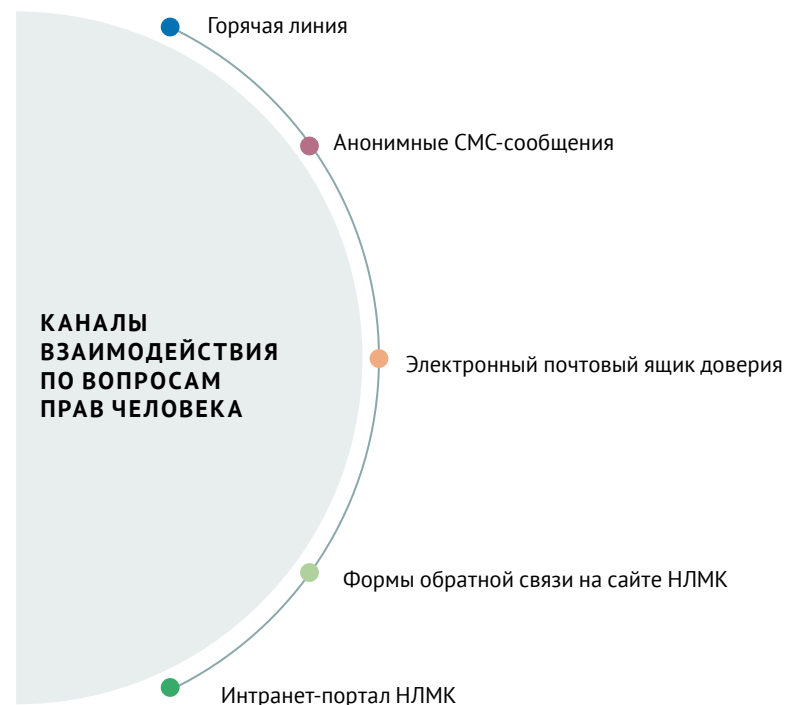 Горячая линия
Анонимные СМС-сообщения
КАНАЛЫ
ВЗАИМОДЕЙСТВИЯ
ПО ВОПРОСАМ
ПРАВ ЧЕЛОВЕКА
Электронный почтовый ящик доверия
Формы обратной связи на сайте НЛМК
Интранет-портал НЛМК